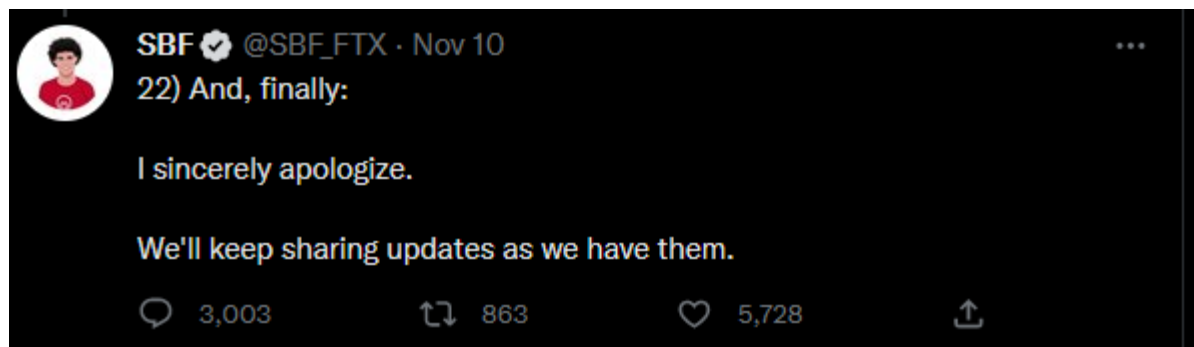 SBF @SBF_FTX · Nov 10
22) And, finally:
I sincerely apologize.
We'll keep sharing updates as we have them.
3,003 863 5,728